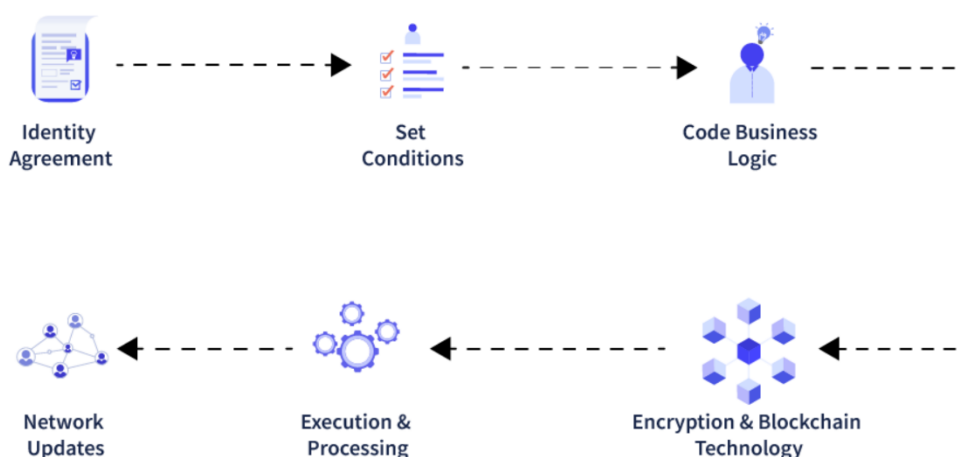 Identity
Agreement
Set
Conditions
Code Business
Logic
Network
Updates
Execution &
Processing
Encryption & Blockchain
Technology